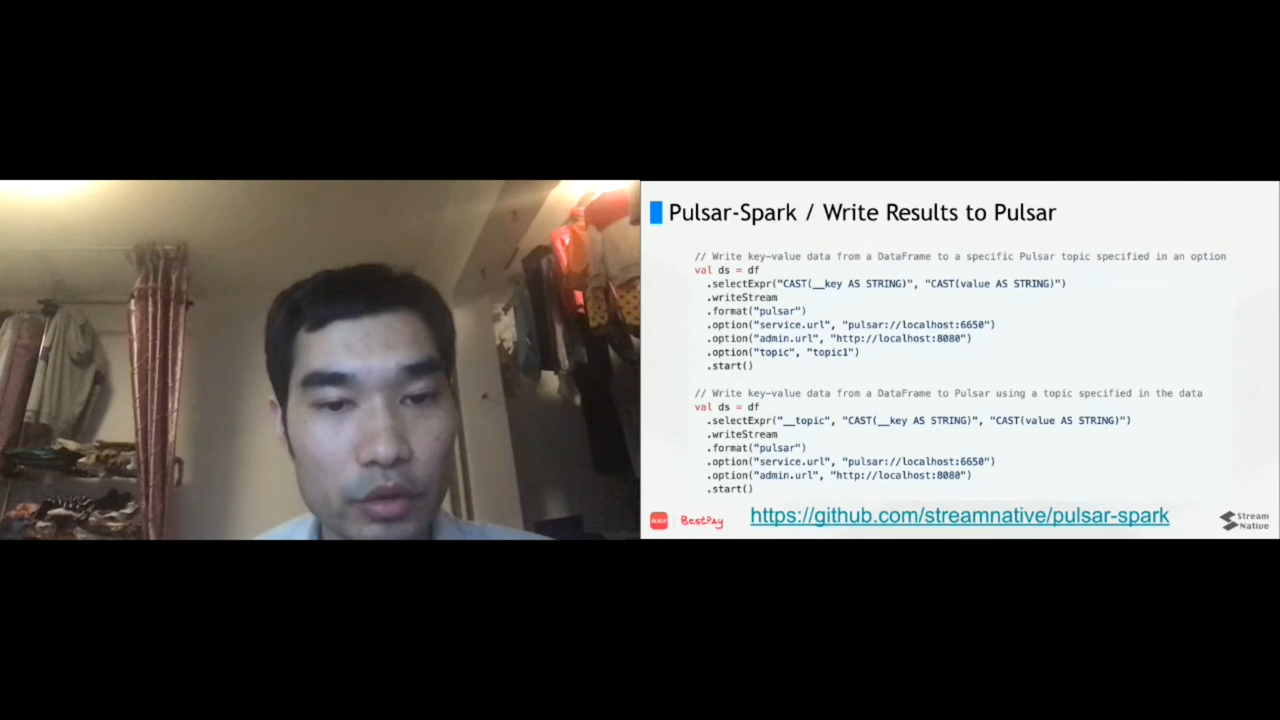 Pulsar-Spark / Write Results to Pulsar
// Write key-value data from a DataFrame to a specific Pulsar topic specified in an option
val ds = df
.selectExpr("CAST(__key AS STRING)", "CAST(value AS STRING)")
.writeStream
.format("pulsar")
.option("service.url", "pulsar://localhost:6650")
.option("admin.url", "http://localhost:8080")
.option("topic", "topic1")
.start()
// Write key-value data from a DataFrame to Pulsar using a topic specified in the data
val ds = df
.selectExpr("__topic", "CAST(__key AS STRING)", "CAST(value AS STRING)")
.writeStream
.format("pulsar")
.option("service.url", "pulsar://localhost:6650")
.option("admin.url", "http://localhost:8080")
.start()
BestPay
https://github.com/streamnative/pulsar-spark
Stream
Native